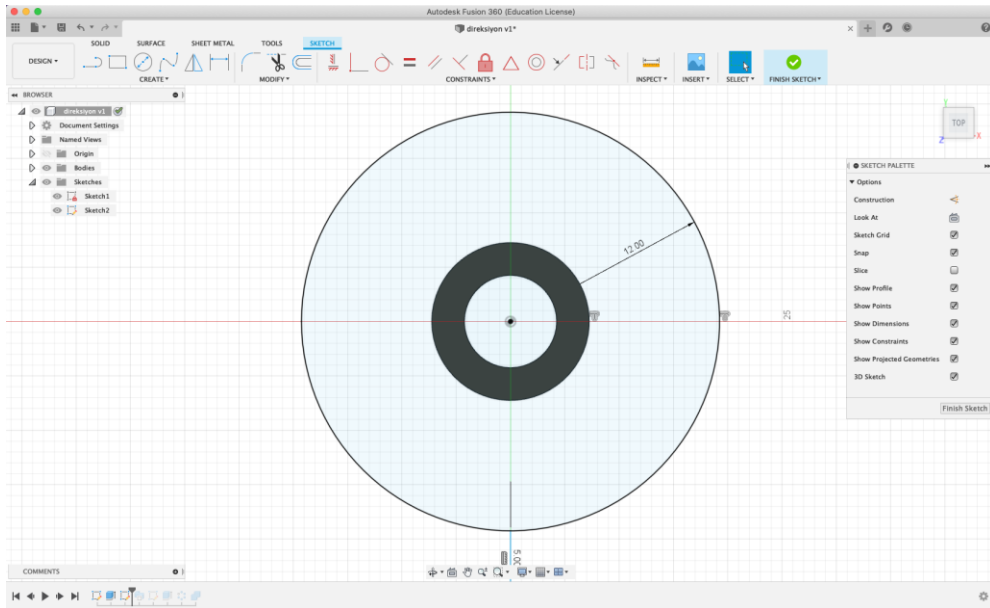 Autodesk Fusion 360 (Education License)
direksiyon v1*
SOLID SURFACE SHEET METAL TOOLS SKETCH
DESIGN
CREATE MODIFY CONSTRAINTS INSPECT INSERT SELECT FINISH SKETCH
BROWSER
direksiyon v1
Document Settings
Named Views
Origin
Bodies
Sketches
Sketch1
Sketch2
TOP
Y
Z
X
12.00
25
5.00
SKETCH PALETTE
Options
Construction
Look At
Sketch Grid
Snap
Slice
Show Profile
Show Points
Show Dimensions
Show Constraints
Show Projected Geometries
3D Sketch
Finish Sketch
COMMENTS